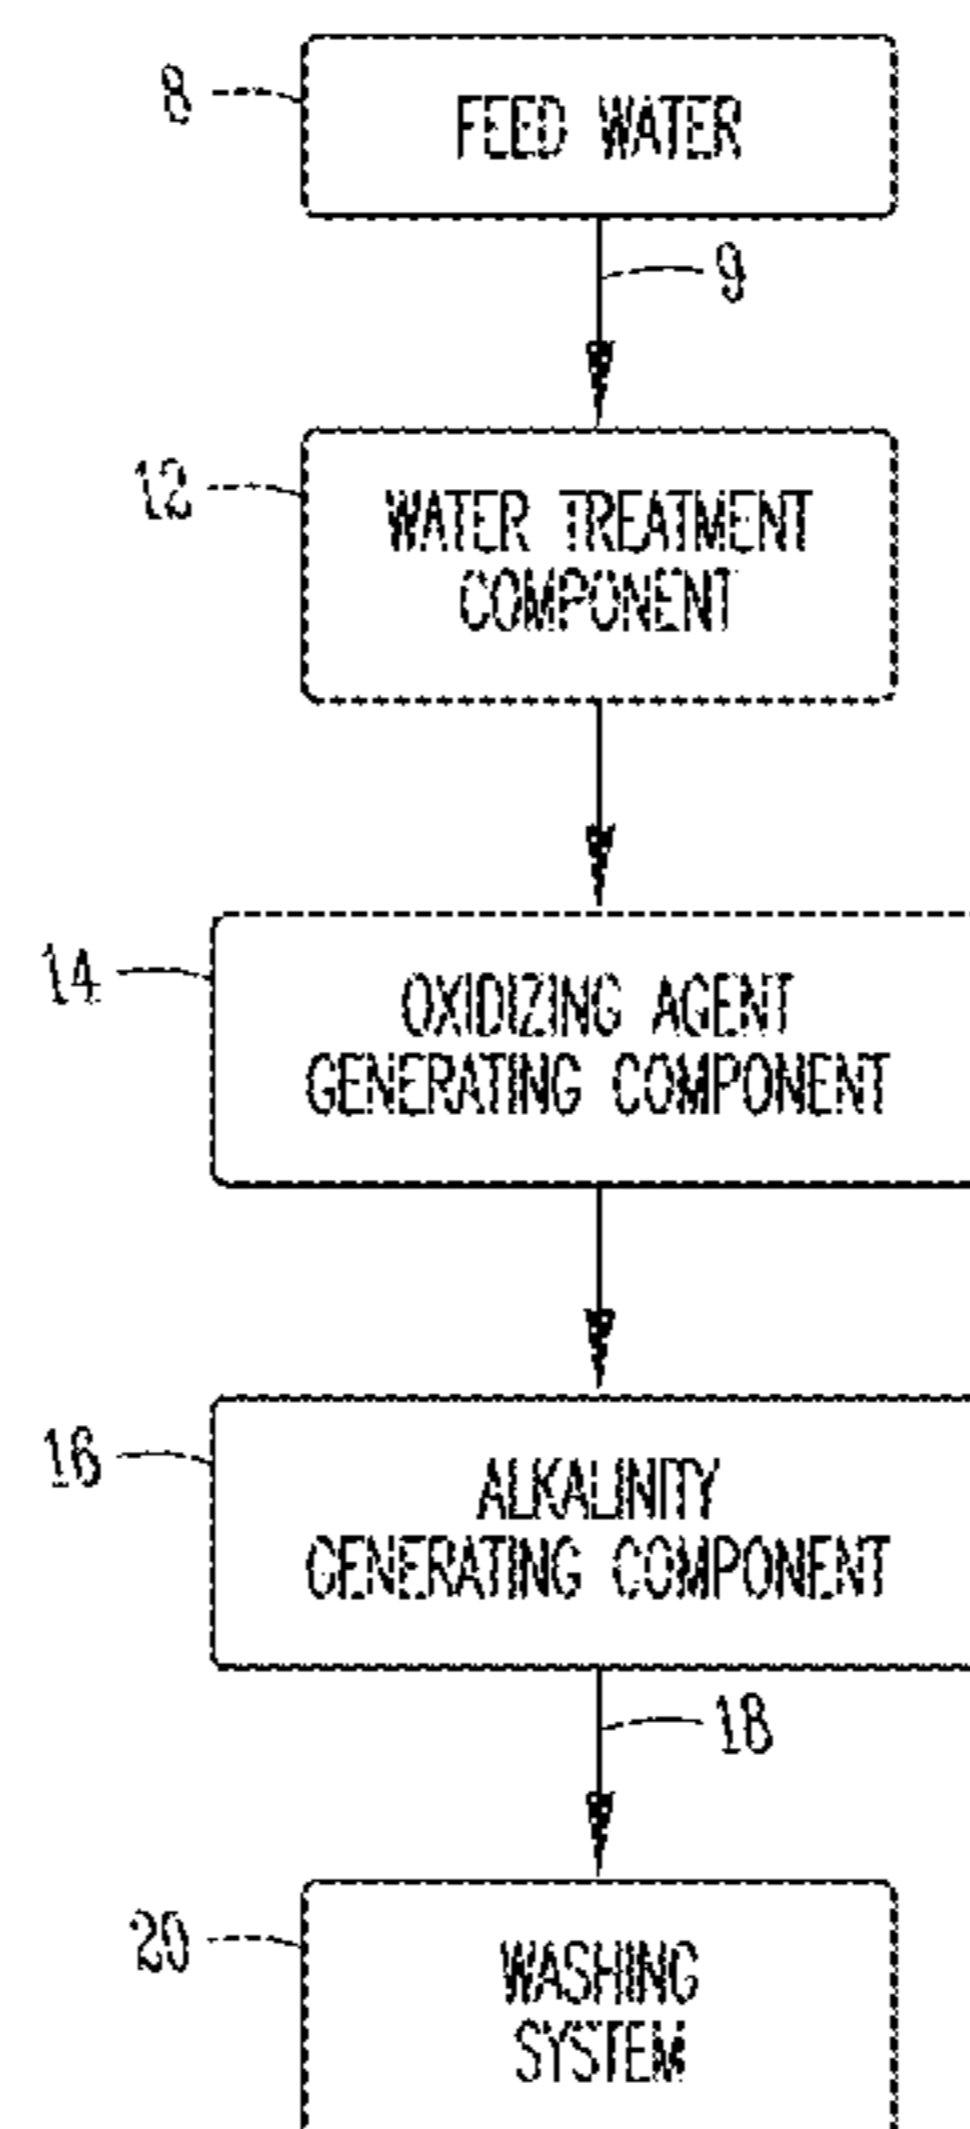 8
FEED WATER
9
12
WATER TREATMENT
COMPONENT
14
OXIDIZING AGENT
GENERATING COMPONENT
16
ALKALINITY
GENERATING COMPONENT
18
20
WASHING
SYSTEM